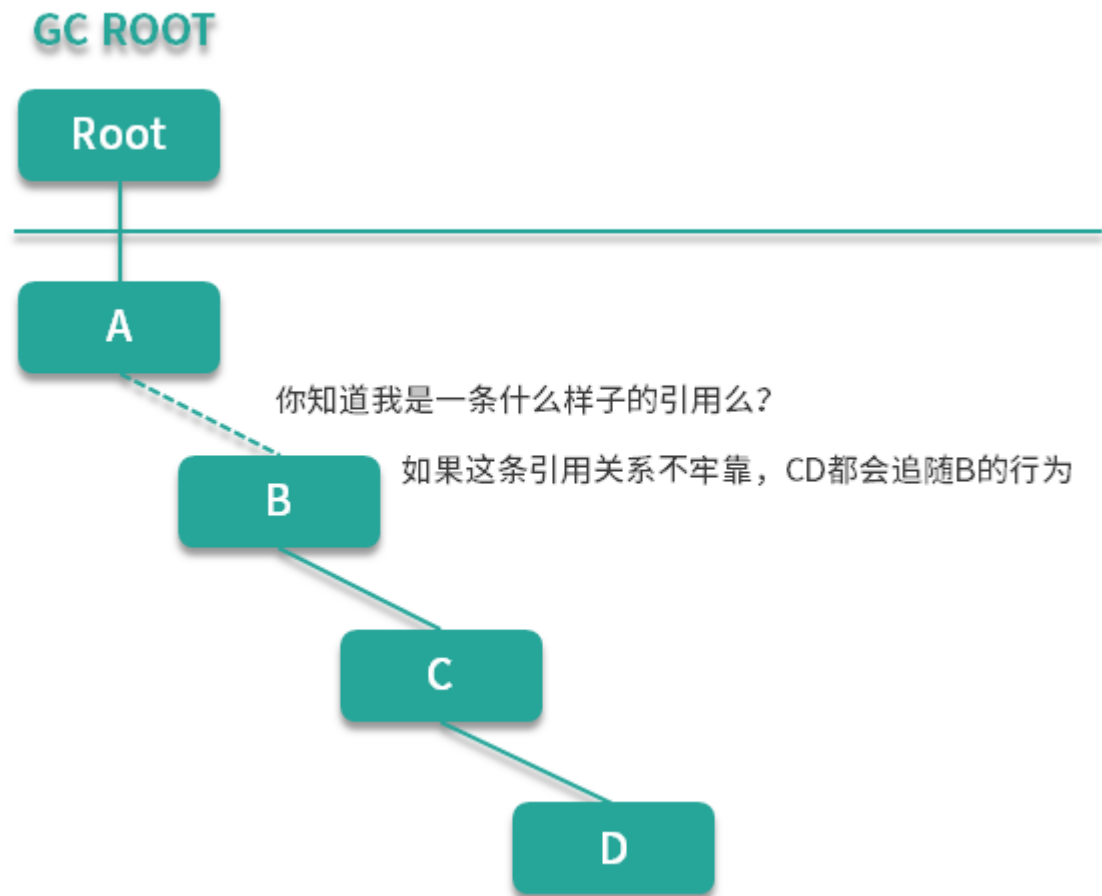 GC ROOT
Root
A
你知道我是一条什么样子的引用么？
如果这条引用关系不牢靠，CD都会追随B的行为
B
C
D